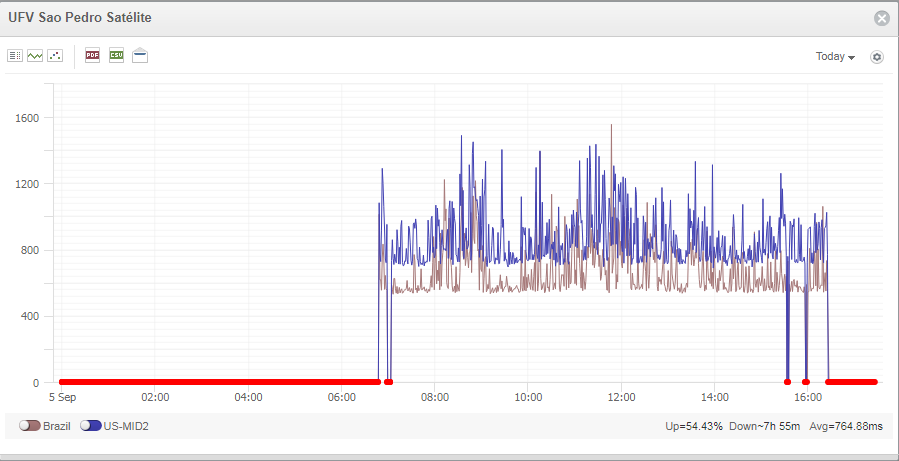 UFV Sao Pedro Satélite
PDF CSV
Today
1600
1200
800
400
0
5 Sep 02:00 04:00 06:00 08:00 10:00 12:00 14:00 16:00
Brazil US-MID2 Up=54.43% Down~7h 55m Avg=764.88ms